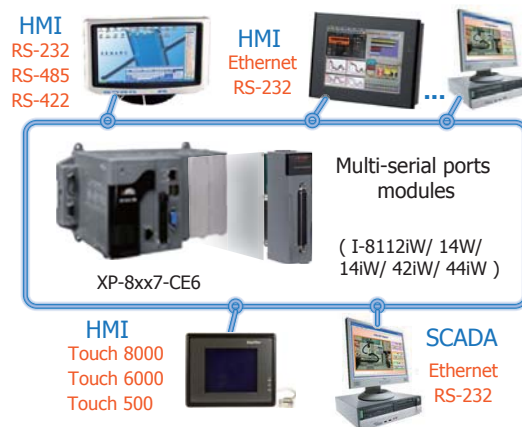 HMI
RS-232
RS-485
RS-422
HMI
Ethernet
RS-232
...
Multi-serial ports
modules
( I-8112iW/ 14W/
14iW/ 42iW/ 44iW )
XP-8xx7-CE6
HMI
Touch 8000
Touch 6000
Touch 500
SCADA
Ethernet
RS-232